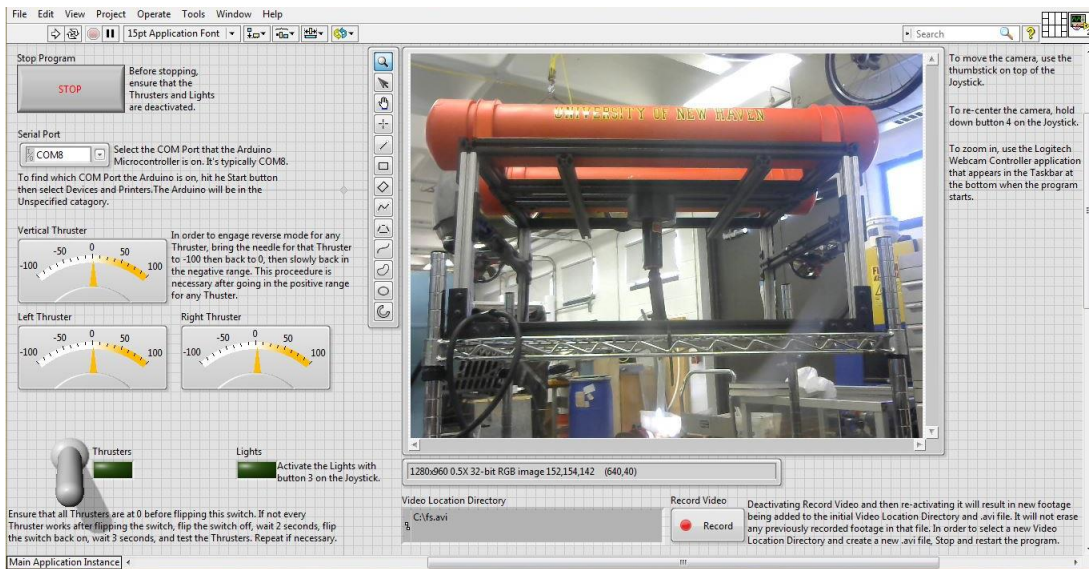 File Edit View Project Operate Tools Window Help
15pt Application Font
Search
Stop Program
STOP
Before stopping,
ensure that the
Thrusters and Lights
are deactivated.
Serial Port
COM8
Select the COM Port that the Arduino
Microcontroller is on. It's typically COM8.
To find which COM Port the Arduino is on, hit he Start button
then select Devices and Printers.The Arduino will be in the
Unspecified catagory.
Vertical Thruster
-100 -50 0 50 100
In order to engage reverse mode for any
Thruster, bring the needle for that Thruster
to -100 then back to 0, then slowly back in
the negative range. This proceedure is
necessary after going in the positive range
for any Thuster.
Left Thruster
-100 -50 0 50 100
Right Thruster
-100 -50 0 50 100
Thrusters
Lights
Activate the Lights with
button 3 on the Joystick.
Ensure that all Thrusters are at 0 before flipping this switch. If not every
Thruster works after flipping the switch, flip the switch off, wait 2 seconds, flip
the switch back on, wait 3 seconds, and test the Thrusters. Repeat if necessary.
UNIVERSITY OF NEW HAVEN
1280x960 0.5X 32-bit RGB image 152,154,142 (640,40)
Video Location Directory
C:\fs.avi
Record Video
Record
Deactivating Record Video and then re-activating it will result in new footage
being added to the initial Video Location Directory and .avi file. It will not erase
any previously recorded footage in that file. In order to select a new Video
Location Directory and create a new .avi file, Stop and restart the program.
To move the camera, use the
thumbstick on top of the
Joystick.
To re-center the camera, hold
down button 4 on the Joystick.
To zoom in, use the Logitech
Webcam Controller application
that appears in the Taskbar at
the bottom when the program
starts.
Main Application Instance